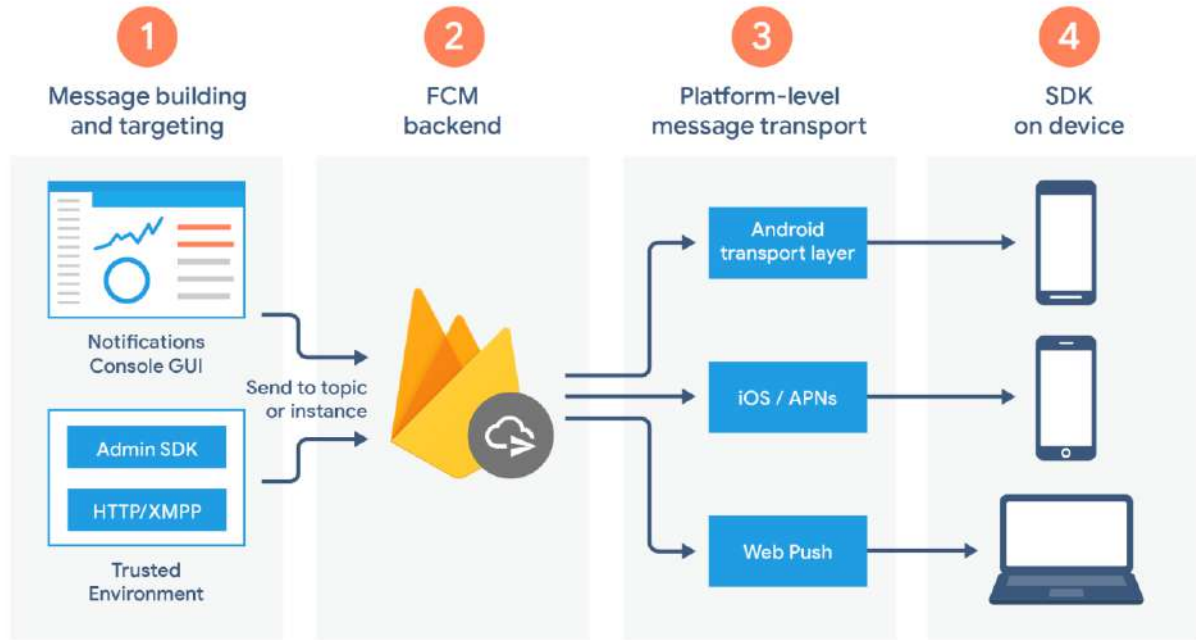 1
Message building
and targeting
2
FCM
backend
3
Platform-level
message transport
4
SDK
on device
Notifications
Console GUI
Send to topic
or instance
Admin SDK
HTTP/XMPP
Trusted
Environment
Android
transport layer
iOS / APNs
Web Push